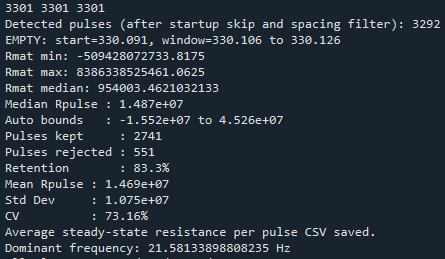 3301 3301 3301
Detected pulses (after startup skip and spacing filter): 3292
EMPTY: start=330.091, window=330.106 to 330.126
Rmat min: -509428072733.8175
Rmat max: 8386338525461.0625
Rmat median: 954003.4621032133
Median Rpulse : 1.487e+07
Auto bounds   : -1.552e+07 to 4.526e+07
Pulses kept     : 2741
Pulses rejected : 551
Retention       : 83.3%
Mean Rpulse : 1.469e+07
Std Dev     : 1.075e+07
CV          : 73.16%
Average steady-state resistance per pulse CSV saved.
Dominant frequency: 21.58133898808235 Hz